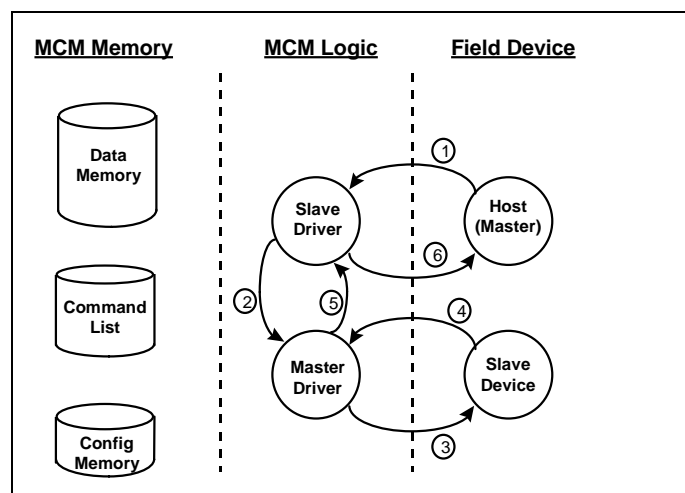 MCM Memory
MCM Logic
Field Device
Data
Memory
Command
List
Config
Memory
Slave
Driver
Master
Driver
Host
(Master)
Slave
Device
1
6
2
5
4
3